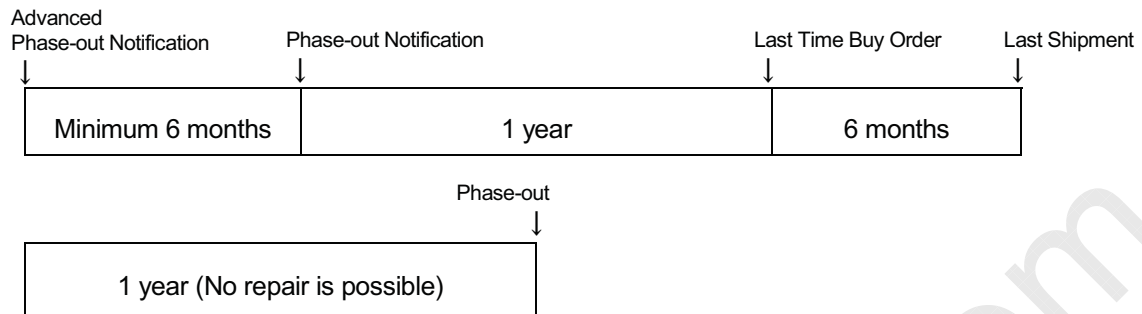 Advanced
Phase-out Notification
Phase-out Notification
Last Time Buy Order
Last Shipment
Minimum 6 months
1 year
6 months
Phase-out
1 year (No repair is possible)
om